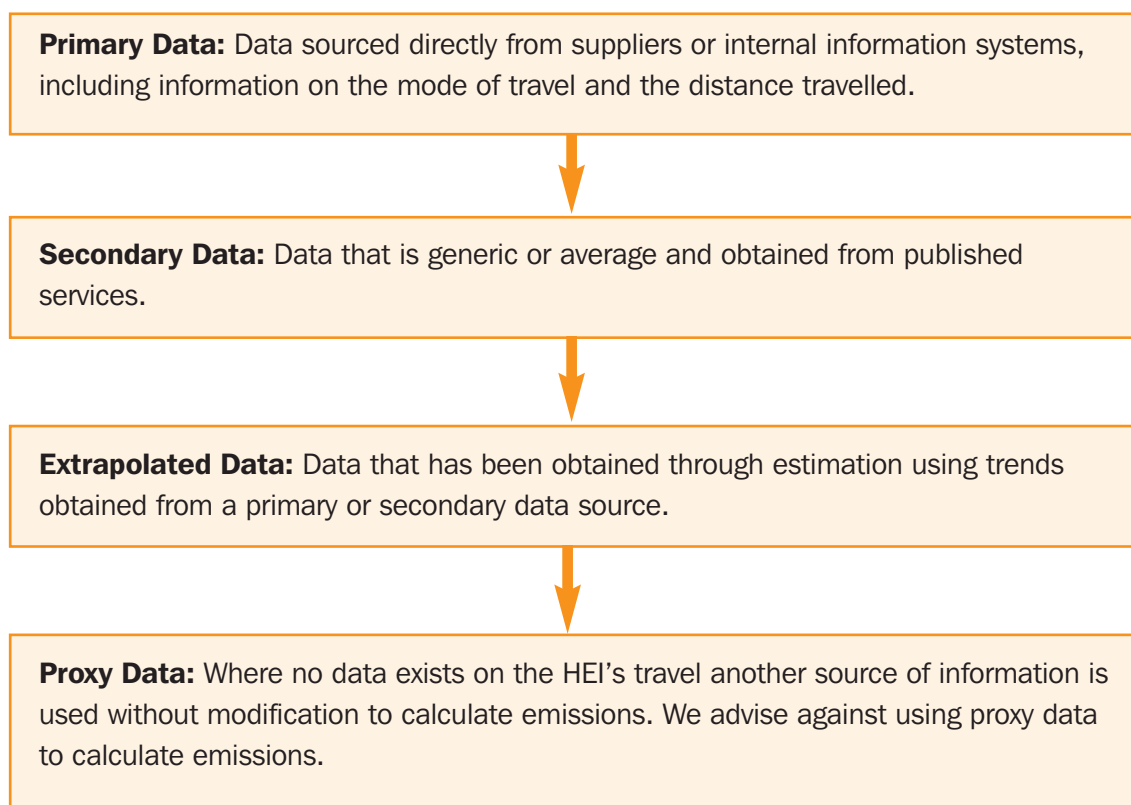 Primary Data: Data sourced directly from suppliers or internal information systems,
including information on the mode of travel and the distance travelled.
Secondary Data: Data that is generic or average and obtained from published
services.
Extrapolated Data: Data that has been obtained through estimation using trends
obtained from a primary or secondary data source.
Proxy Data: Where no data exists on the HEI’s travel another source of information is
used without modification to calculate emissions. We advise against using proxy data
to calculate emissions.